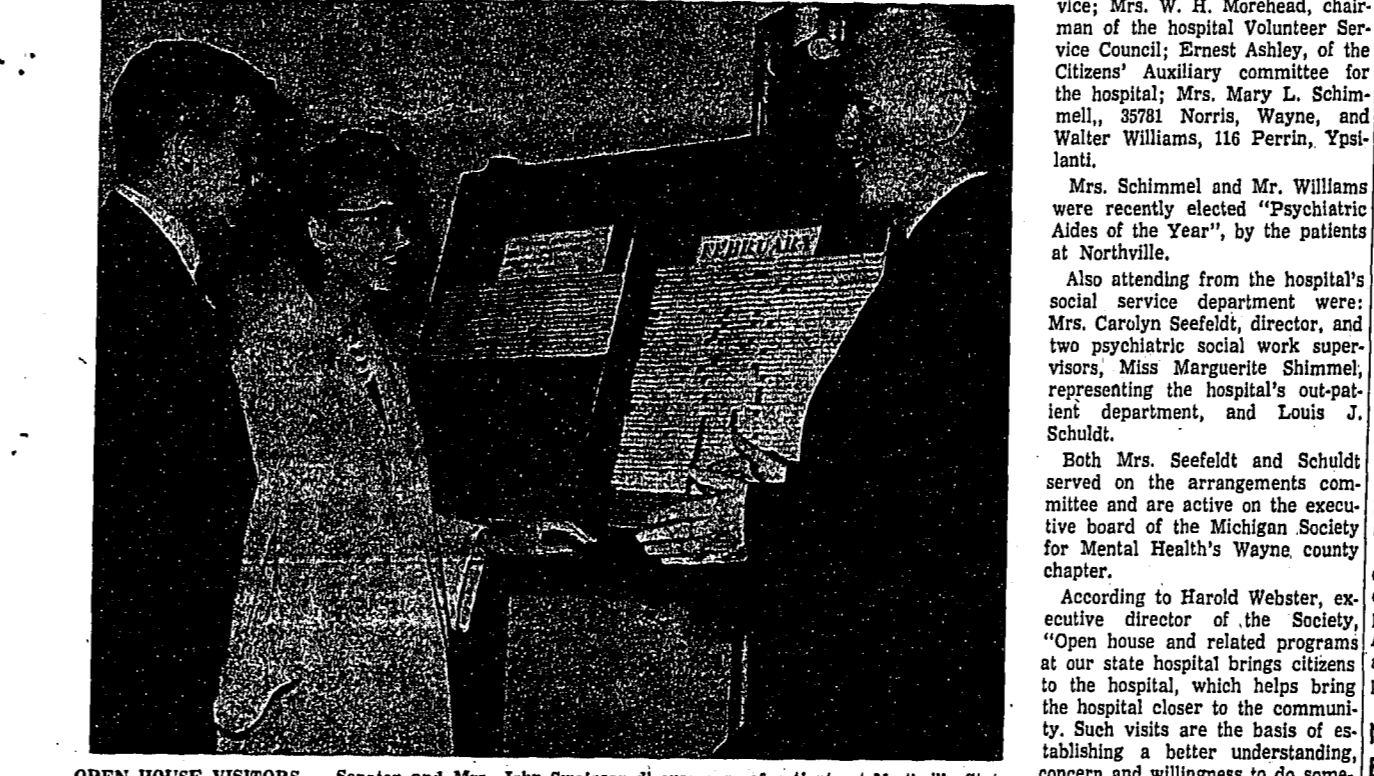 FEBRUARY
OPEN HOUSE VISITORS
Senator and Mrs. John
vice; Mrs. W. H. Morehead, chair-
man of the hospital Volunteer Ser-
vice Council; Ernest Ashley, of the
Citizens' Auxiliary committee for
the hospital; Mrs. Mary L. Schim-
mell,, 35781 Norris, Wayne, and
Walter Williams, 116 Perrin, Ypsi-
lanti.
Mrs. Schimmel and Mr. Williams
were recently elected "Psychiatric
Aides of the Year", by the patients
at Northville.
Also attending from the hospital's
social service department were:
Mrs. Carolyn Seefeldt, director, and
two psychiatric social work super-
visors, Miss Marguerite Shimmel,
representing the hospital's out-pat-
ient department, and Louis J.
Schuldt.
Both Mrs. Seefeldt and Schuldt
served on the arrangements com-
mittee and are active on the execu-
tive board of the Michigan Society
for Mental Health's Wayne county
chapter.
According to Harold Webster, ex-
ecutive director of the Society,
"Open house and related programs
at our state hospital brings citizens
to the hospital, which helps bring
the hospital closer to the communi-
ty. Such visits are the basis of es-
tablishing a better understanding,
concern and willingness to do some-